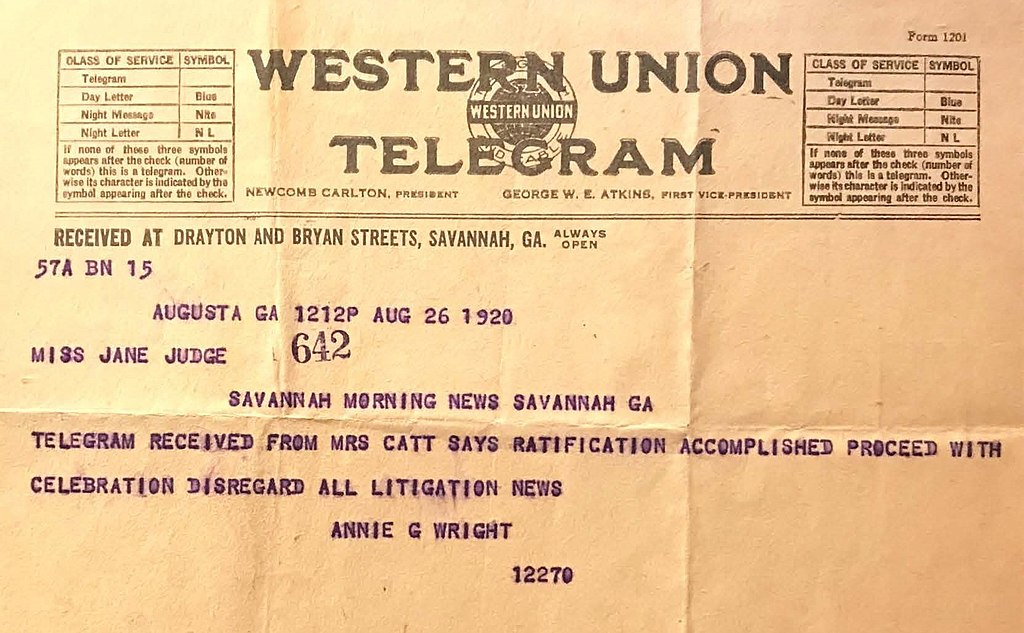 Form 1201
CLASS OF SERVICE SYMBOL
Telegram
Day Letter Blue
Night Message Nite
Night Letter N L
If none of these three symbols
appears after the check (number of
words) this is a telegram. Other-
wise its character is indicated by the
symbol appearing after the check.
WESTERN UNION
WESTERN UNION
TELEGRAM
NEWCOMB CARLTON, PRESIDENT GEORGE W. E. ATKINS, FIRST VICE-PRESIDENT
CLASS OF SERVICE SYMBOL
Telegram
Day Letter Blue
Night Message Nite
Night Letter N L
If none of these three symbols
appears after the check (number of
words) this is a telegram. Other-
wise its character is indicated by the
symbol appearing after the check.
RECEIVED AT DRAYTON AND BRYAN STREETS, SAVANNAH, GA. ALWAYS
OPEN
57A BN 15
AUGUSTA GA 1212P AUG 26 1920
MISS JANE JUDGE 642
SAVANNAH MORNING NEWS SAVANNAH GA
TELEGRAM RECEIVED FROM MRS CATT SAYS RATIFICATION ACCOMPLISHED PROCEED WITH
CELEBRATION DISREGARD ALL LITIGATION NEWS
ANNIE G WRIGHT
12270